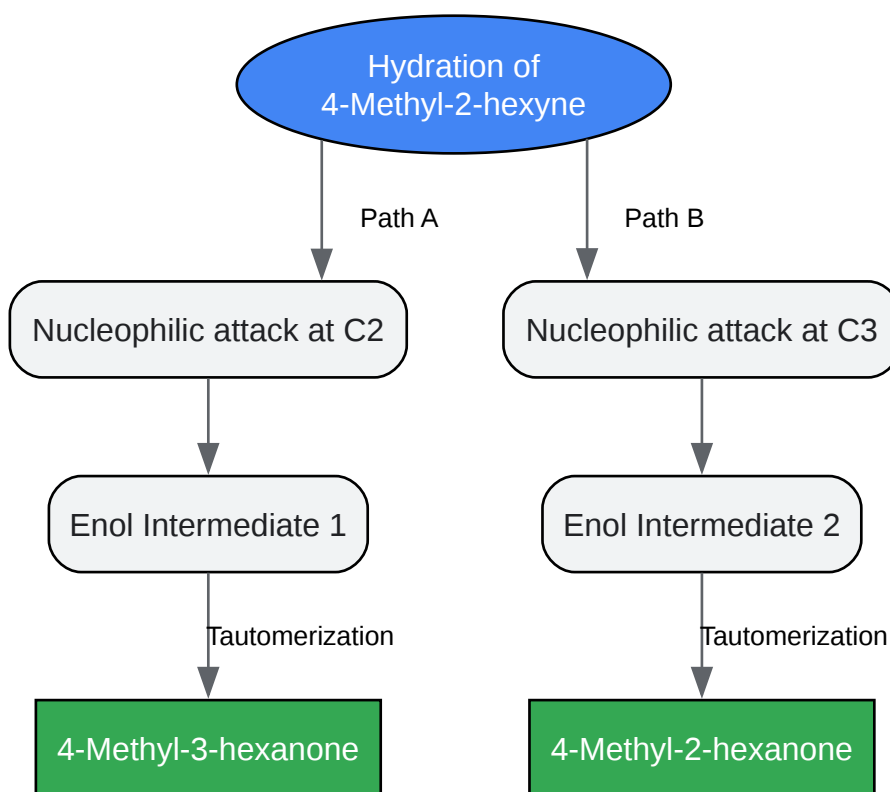 Hydration of
4-Methyl-2-hexyne
Path A
Path B
Nucleophilic attack at C2
Nucleophilic attack at C3
Enol Intermediate 1
Enol Intermediate 2
Tautomerization
Tautomerization
4-Methyl-3-hexanone
4-Methyl-2-hexanone